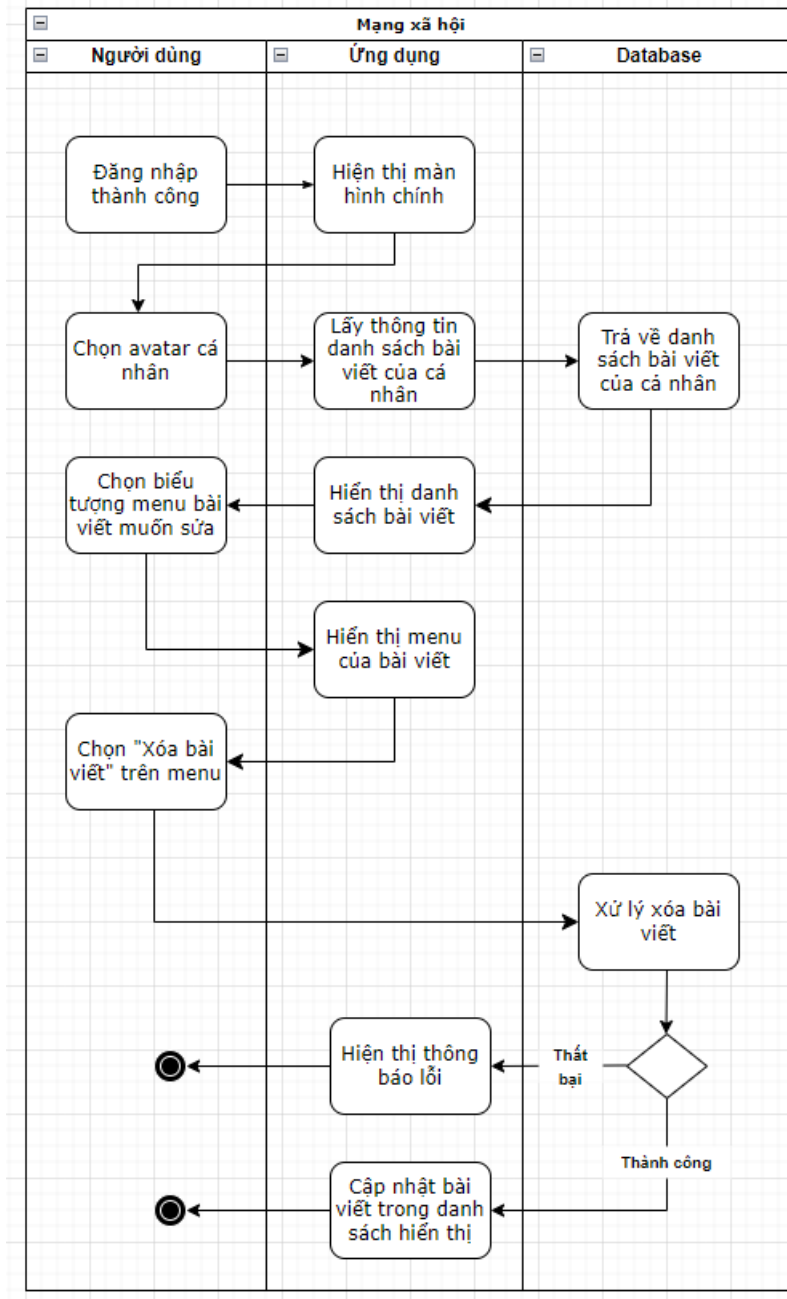 Mạng xã hội
Người dùng
Ứng dụng
Database
Đăng nhập
thành công
Hiện thị màn
hình chính
Chọn avatar cá
nhân
Lấy thông tin
danh sách bài
viết của cá
nhân
Trả về danh
sách bài viết
của cả nhân
Chọn biểu
tượng menu bài
viết muốn sửa
Hiển thị danh
sách bài viết
Hiển thị menu
của bài viết
Chọn "Xóa bài
viết" trên menu
Xử lý xóa bài
viết
Hiện thị thông
báo lỗi
Thất
bại
Thành công
Cập nhật bài
viết trong danh
sách hiển thị